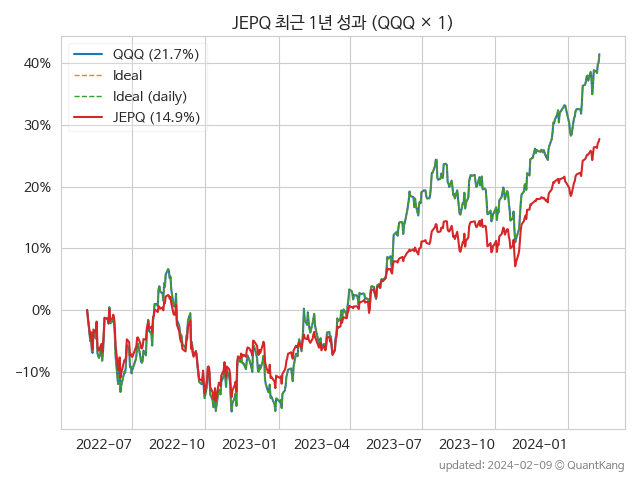 JEPQ 최근 1년 성과 (QQQ × 1)
QQQ (21.7%)
Ideal
Ideal (daily)
JEPQ (14.9%)
40%
30%
20%
10%
0%
−10%
2022-07 2022-10 2023-01 2023-04 2023-07 2023-10 2024-01
updated: 2024-02-09 © QuantKang